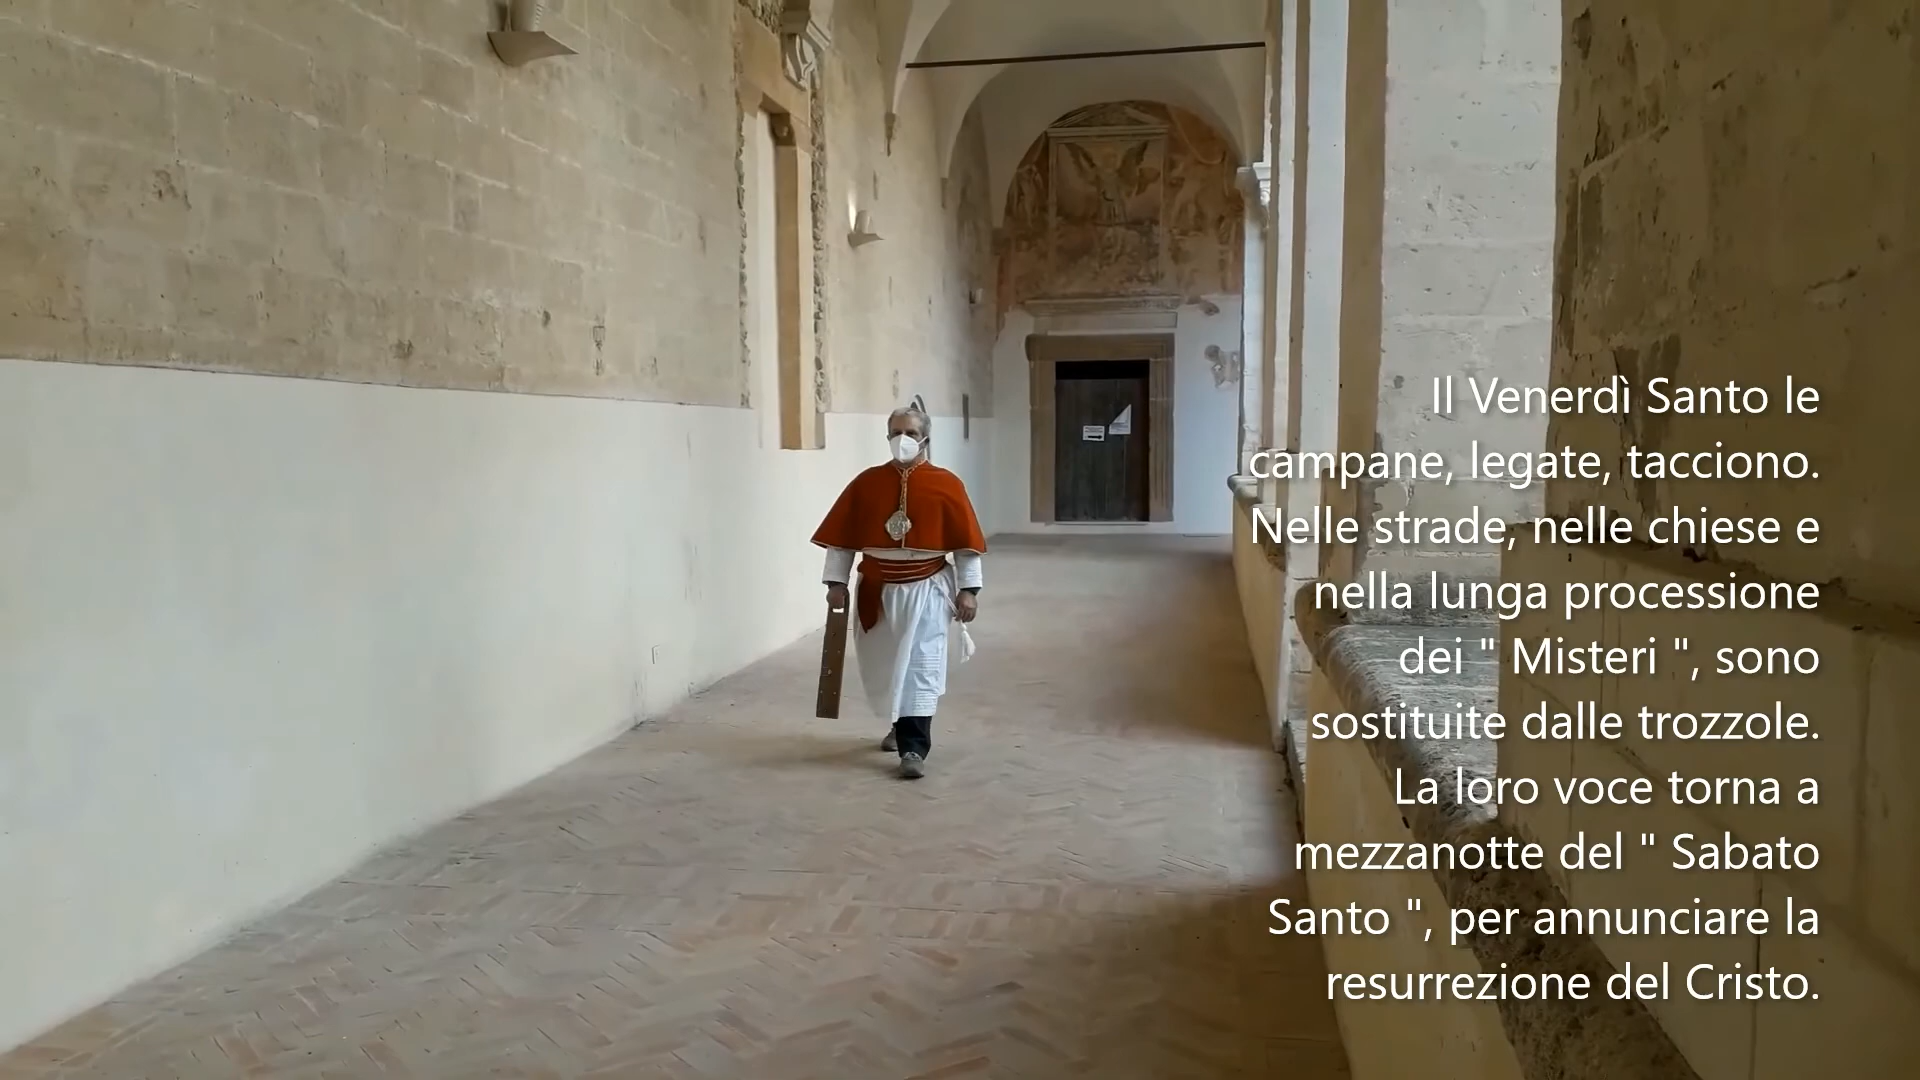 Il Venerdì Santo le
campane, legate, tacciono.
Nelle strade, nelle chiese e
nella lunga processione
dei " Misteri ", sono
sostituite dalle trozzole.
La loro voce torna a
mezzanotte del " Sabato
Santo ", per annunciare la
resurrezione del Cristo.